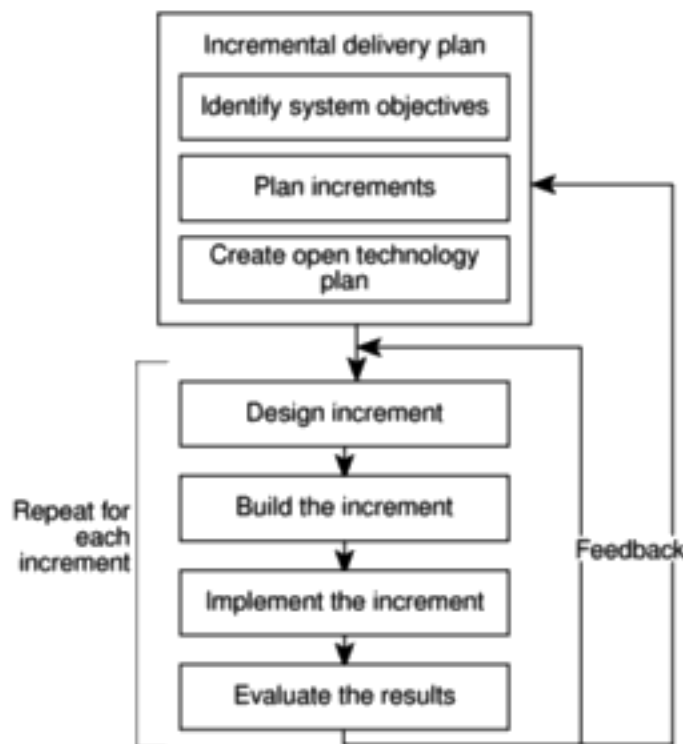 Incremental delivery plan
Identify system objectives
Plan increments
Create open technology
plan
Design increment
Build the increment
Repeat for
each
increment
Feedback
Implement the increment
Evaluate the results